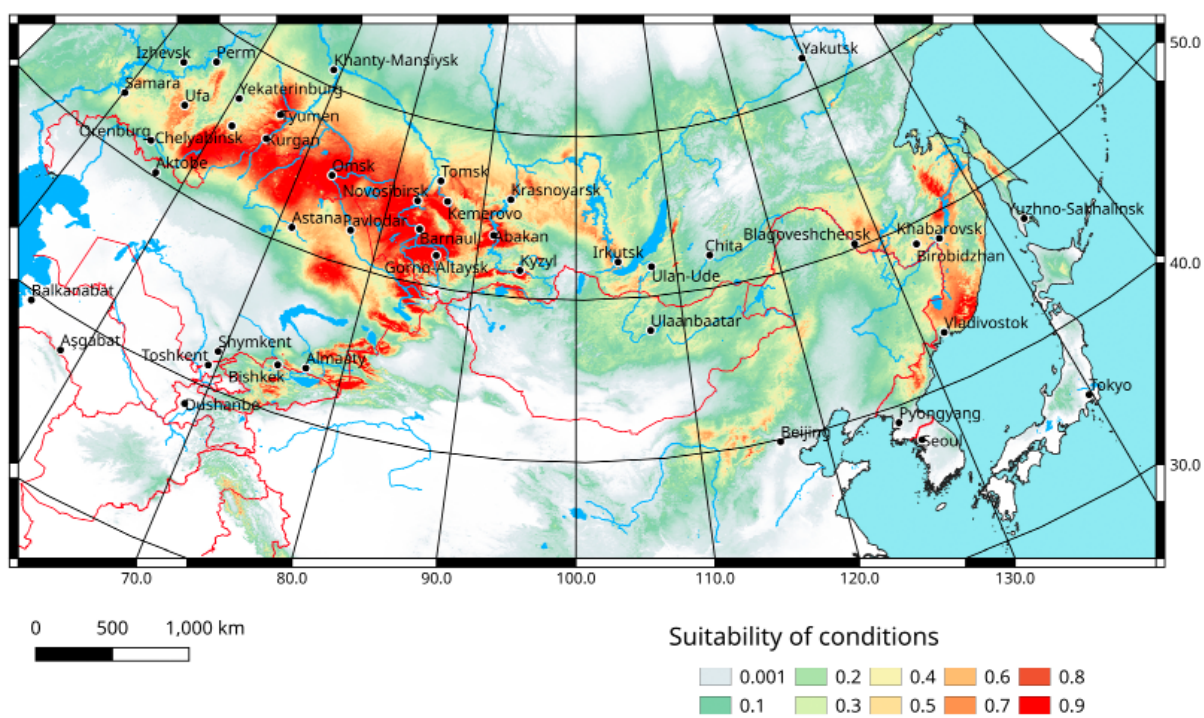 50.0
Yakutsk
Izhevsk
Perm
Khanty-Mansiysk
Samara
Ufa
Yekaterinburg
Tyumen
Orenburg
Chelyabinsk
Kurgan
Aktobe
Omsk
Tomsk
Novosibirsk
Krasnoyarsk
Kemerovo
Yuzhno-Sakhalinsk
Astana
Pavlodar
Barnaul
Abakan
Blagoveshchensk
Khabarovsk
Birobidzhan
Irkutsk
Chita
Gorno-Altaysk
Kyzyl
Ulan-Ude
40.0
Balkanabat
Ulaanbaatar
Vladivostok
Aşgabat
Shymkent
Toshkent
Almaaty
Bishkek
Tokyo
Dushanbe
Pyongyang
Beijing
Seoul
30.0
70.0 80.0 90.0 100.0 110.0 120.0 130.0
0 500 1,000 km
Suitability of conditions
0.001 0.2 0.4 0.6 0.8
0.1 0.3 0.5 0.7 0.9